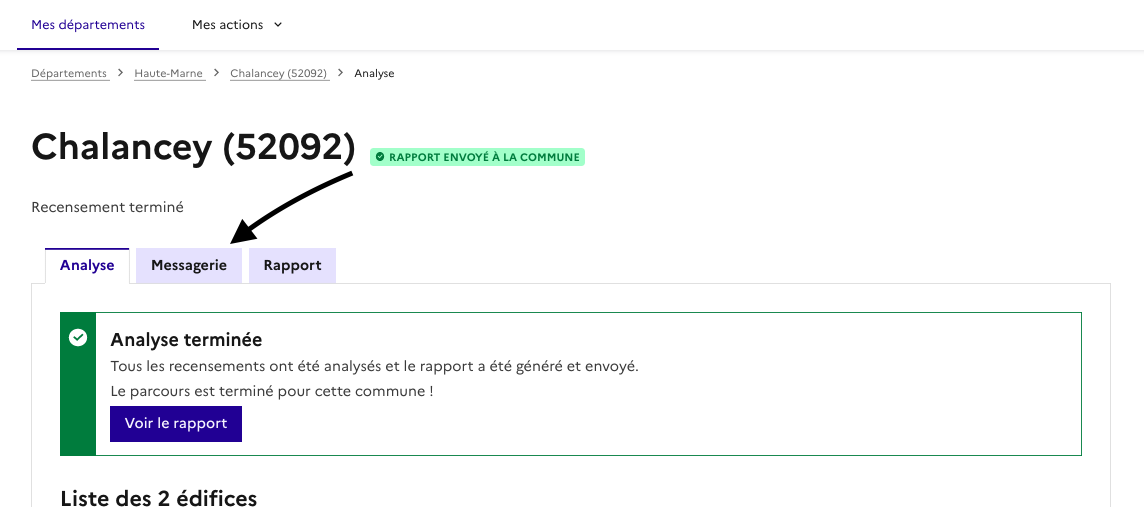 Mes départements Mes actions
Départements > Haute-Marne > Chalancey (52092) > Analyse
Chalancey (52092) RAPPORT ENVOYÉ À LA COMMUNE
Recensement terminé
Analyse Messagerie Rapport
Analyse terminée
Tous les recensements ont été analysés et le rapport a été généré et envoyé.
Le parcours est terminé pour cette commune !
Voir le rapport
Liste des 2 édifices